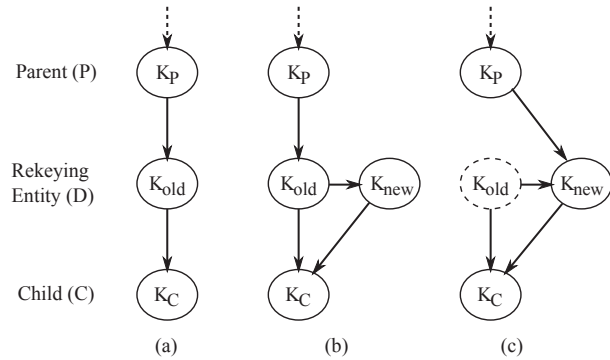 Parent (P)
K_P
K_P
K_P
Rekeying
Entity (D)
K_old
K_old
K_new
K_old
K_new
Child (C)
K_C
K_C
K_C
(a)
(b)
(c)